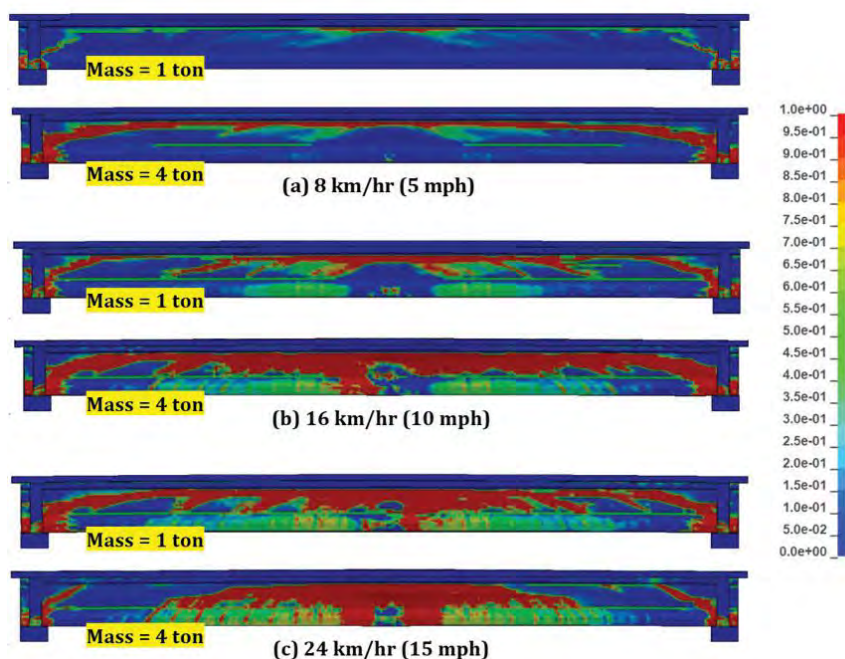 Mass = 1 ton
Mass = 4 ton
(a) 8 km/hr (5 mph)
Mass = 1 ton
Mass = 4 ton
(b) 16 km/hr (10 mph)
Mass = 1 ton
Mass = 4 ton
(c) 24 km/hr (15 mph)
1.0e+00
9.5e-01
9.0e-01
8.5e-01
8.0e-01
7.5e-01
7.0e-01
6.5e-01
6.0e-01
5.5e-01
5.0e-01
4.5e-01
4.0e-01
3.5e-01
3.0e-01
2.5e-01
2.0e-01
1.5e-01
1.0e-01
5.0e-02
0.0e+00